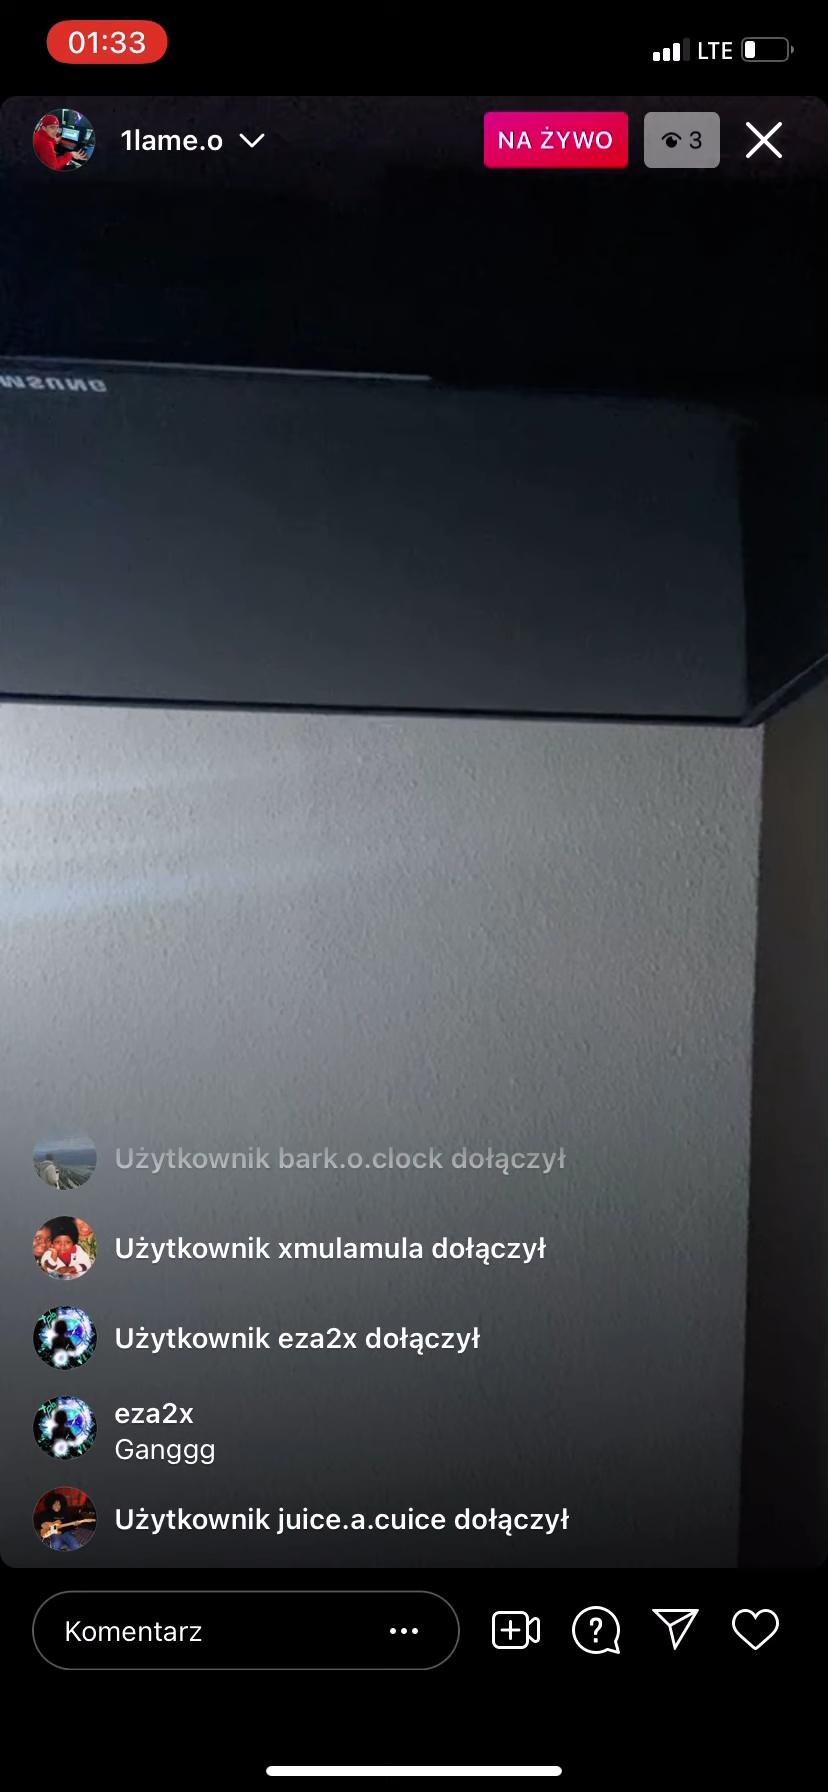 01:33
LTE
1lame.o
NA ŻYWO
3
Użytkownik bark.o.clock dołączył
Użytkownik xmulamula dołączył
Użytkownik eza2x dołączył
eza2x
Ganggg
Użytkownik juice.a.cuice dołączył
Komentarz